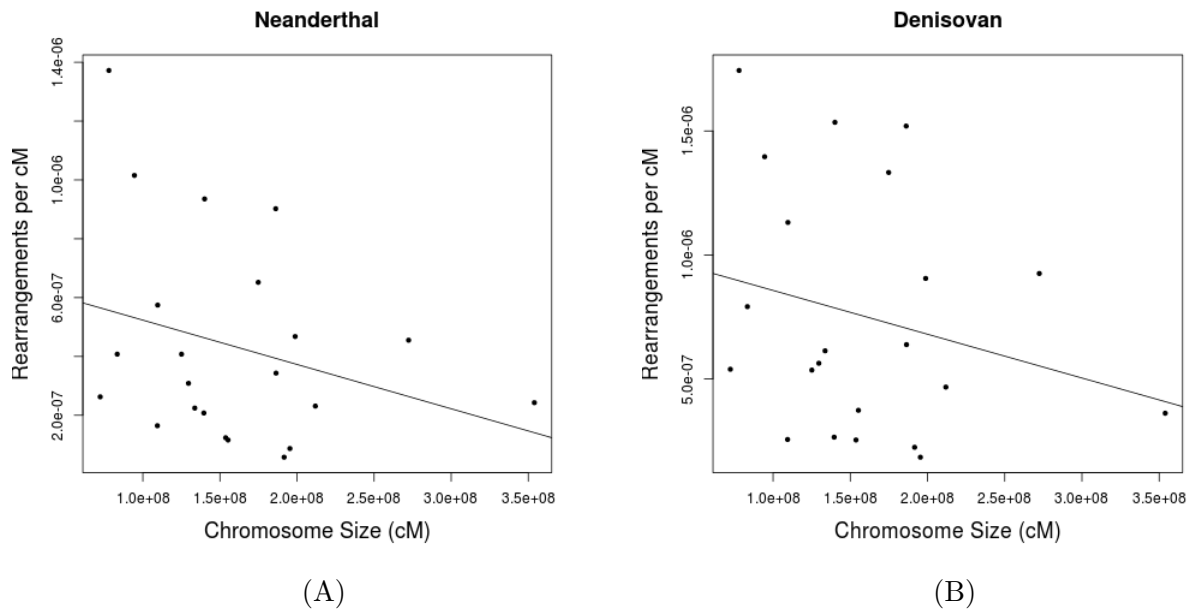 Neanderthal
Rearrangements per cM
1.4e-06
1.0e-06
6.0e-07
2.0e-07
1.0e+08 1.5e+08 2.0e+08 2.5e+08 3.0e+08 3.5e+08
Chromosome Size (cM)
(A)
Denisovan
Rearrangements per cM
1.5e-06
1.0e-06
5.0e-07
1.0e+08 1.5e+08 2.0e+08 2.5e+08 3.0e+08 3.5e+08
Chromosome Size (cM)
(B)